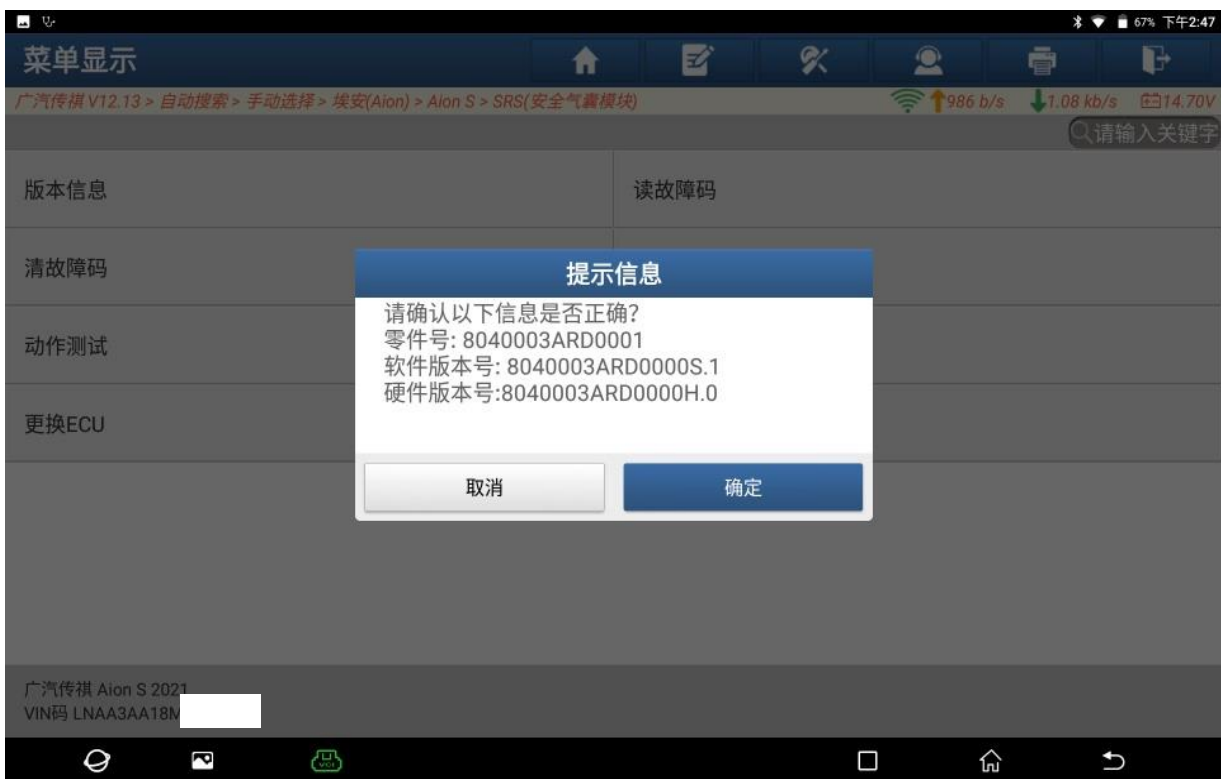 67% 下午2:47
菜单显示
广汽传祺 V12.13 > 自动搜索 > 手动选择 > 埃安(Aion) > Aion S > SRS(安全气囊模块)
986 b/s 1.08 kb/s 14.70V
请输入关键字
版本信息 读故障码
清故障码
动作测试
更换ECU
提示信息
请确认以下信息是否正确?
零件号: 8040003ARD0001
软件版本号: 8040003ARD0000S.1
硬件版本号:8040003ARD0000H.0
取消 确定
广汽传祺 Aion S 2021
VIN码 LNAA3AA18M
VCI